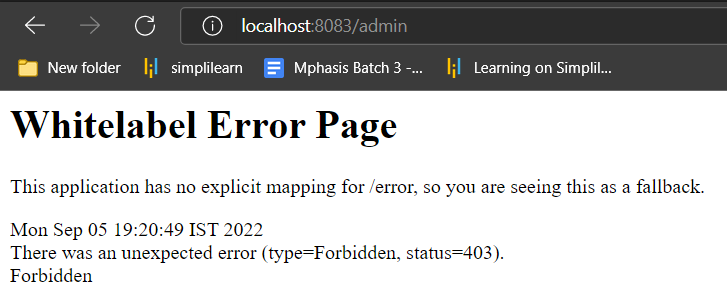 localhost:8083/admin
New folder simplilearn Mphasis Batch 3 -... Learning on Simplil...
Whitelabel Error Page
This application has no explicit mapping for /error, so you are seeing this as a fallback.
Mon Sep 05 19:20:49 IST 2022
There was an unexpected error (type=Forbidden, status=403).
Forbidden